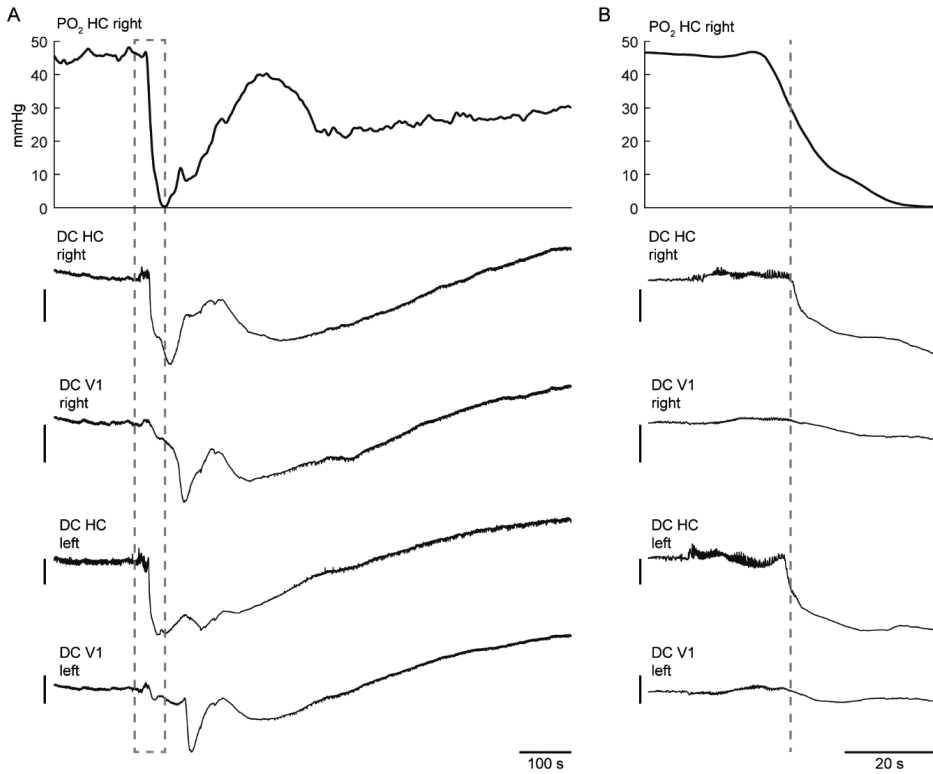 A
PO₂ HC right
50
40
30
20
10
0
mmHg
DC HC
right
DC V1
right
DC HC
left
DC V1
left
100 s
B
PO₂ HC right
50
40
30
20
10
0
DC HC
right
DC V1
right
DC HC
left
DC V1
left
20 s